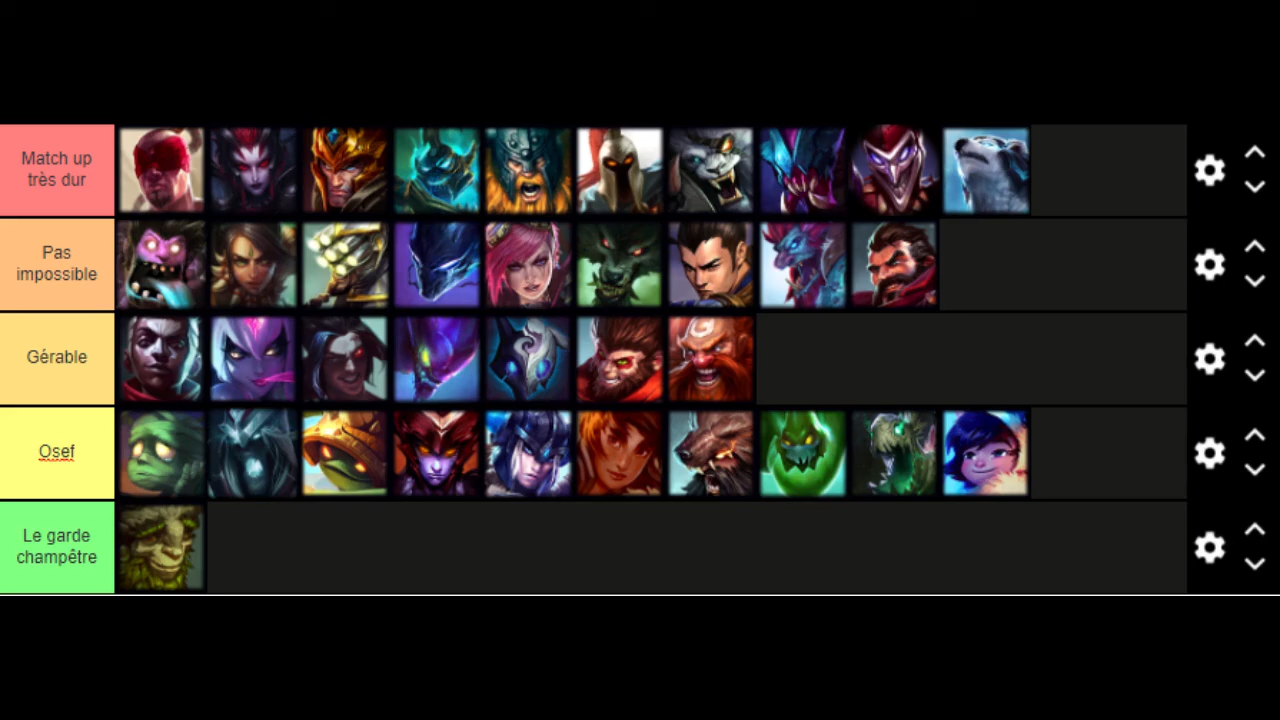 Match up
très dur
Pas
impossible
Gérable
Osef
Le garde
champêtre